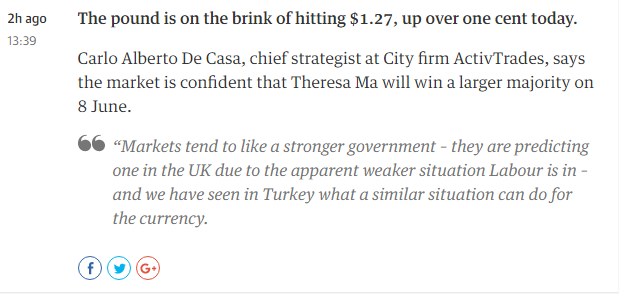 2h ago
13:39
The pound is on the brink of hitting $1.27, up over one cent today.
Carlo Alberto De Casa, chief strategist at City firm ActivTrades, says
the market is confident that Theresa Ma will win a larger majority on
8 June.
“Markets tend to like a stronger government - they are predicting
one in the UK due to the apparent weaker situation Labour is in -
and we have seen in Turkey what a similar situation can do for
the currency.
f
G+